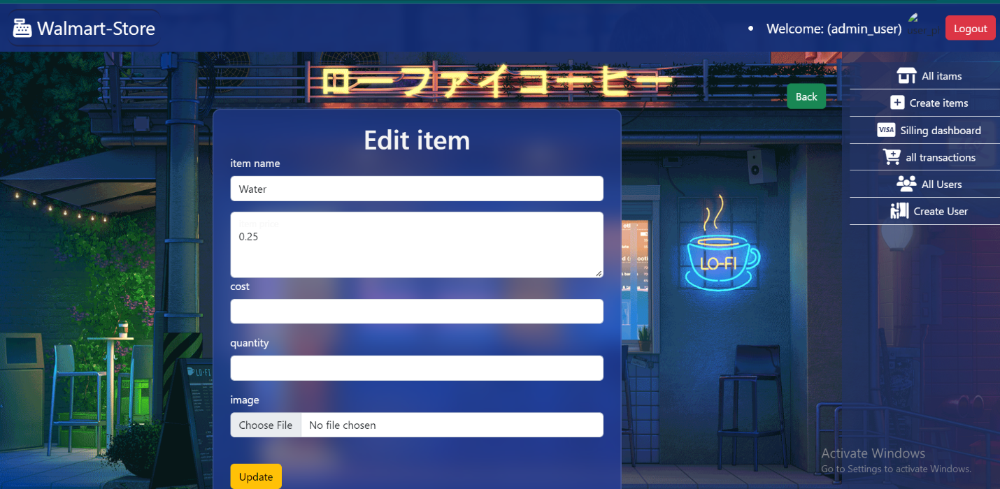 Walmart-Store
Welcome: (admin_user)
Logout
ローファイコーヒー
Back
All itams
Create items
VISA Silling dashboard
all transactions
All Users
Create User
Edit item
item name
Water
Item price
0.25
cost
quantity
image
Choose File No file chosen
Update
LO-FI
LO-FI
Activate Windows
Go to Settings to activate Windows.